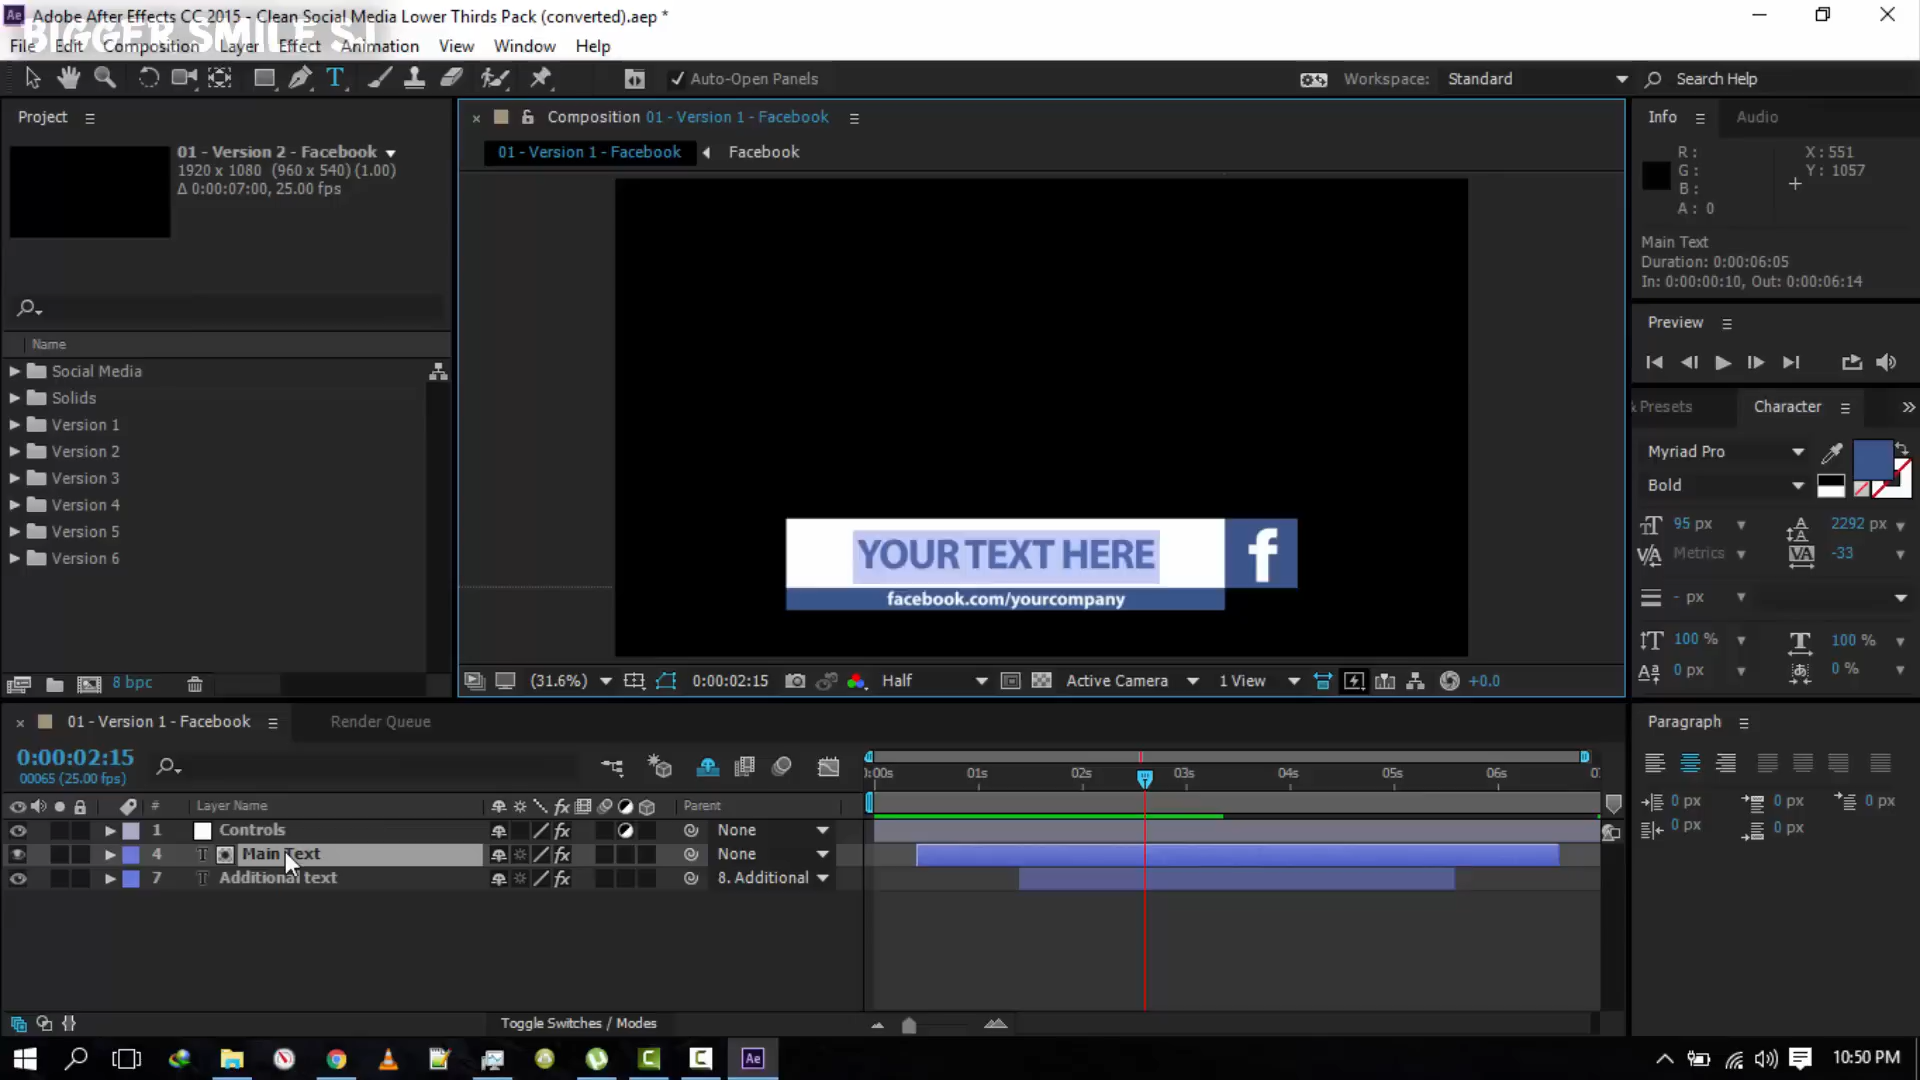 Adobe After Effects CC 2015 - Clean Social Media Lower Thirds Pack (converted).aep *
BIGGER SMILE S.L
File Edit Composition Layer Effect Animation View Window Help
Auto-Open Panels
Workspace: Standard
Search Help
Project
01 - Version 2 - Facebook
1920 x 1080 (960 x 540) (1.00)
Δ 0:00:07:00, 25.00 fps
Name
Social Media
Solids
Version 1
Version 2
Version 3
Version 4
Version 5
Version 6
8 bpc
Composition 01 - Version 1 - Facebook
01 - Version 1 - Facebook Facebook
YOUR TEXT HERE
f
facebook.com/yourcompany
(31.6%) 0:00:02:15 Half Active Camera 1 View +0.0
Info Audio
R :
G :
B :
A : 0
X : 551
Y : 1057
Main Text
Duration: 0:00:06:05
In: 0:00:00:10, Out: 0:00:06:14
Preview
& Presets Character
Myriad Pro
Bold
95 px 2292 px
Metrics -33
- px
100 % 100 %
0 px 0 %
Paragraph
0 px 0 px 0 px
0 px 0 px
01 - Version 1 - Facebook Render Queue
0:00:02:15
00065 (25.00 fps)
:00s 01s 02s 03s 04s 05s 06s
# Layer Name Parent
1 Controls None
4 Main Text None
7 Additional text 8. Additional
Toggle Switches / Modes
Ae
10:50 PM